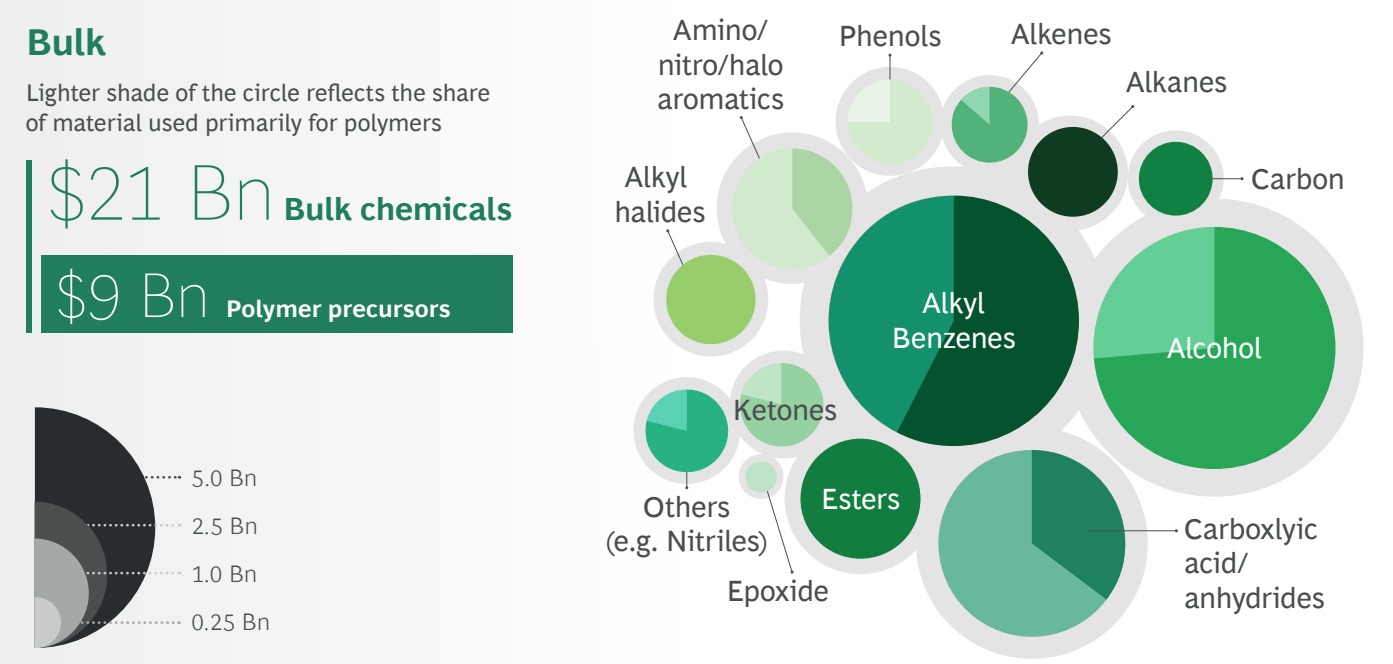 Bulk
Lighter shade of the circle reflects the share
of material used primarily for polymers
$21 Bn Bulk chemicals
$9 Bn Polymer precursors
5.0 Bn
2.5 Bn
1.0 Bn
0.25 Bn
Amino/
nitro/halo
aromatics
Phenols
Alkenes
Alkanes
Carbon
Alkyl
halides
Alkyl
Benzenes
Alcohol
Ketones
Others
(e.g. Nitriles)
Esters
Epoxide
Carboxlyic
acid/
anhydrides